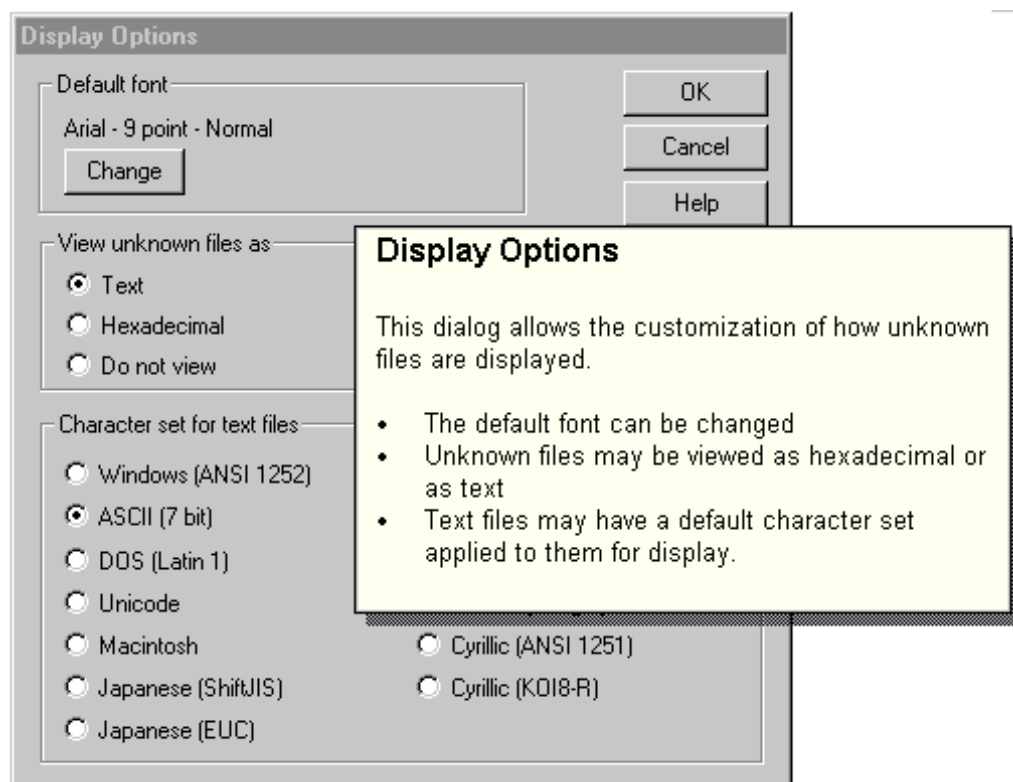 Display Options
Default font
Arial - 9 point - Normal
Change
OK
Cancel
Help
View unknown files as
Text
Hexadecimal
Do not view
Display Options
This dialog allows the customization of how unknown
files are displayed.
• The default font can be changed
• Unknown files may be viewed as hexadecimal or
as text
• Text files may have a default character set
applied to them for display.
Character set for text files
Windows (ANSI 1252)
ASCII (7 bit)
DOS (Latin 1)
Unicode
Macintosh
Japanese (ShiftJIS)
Japanese (EUC)
Cyrillic (ANSI 1251)
Cyrillic (KOI8-R)